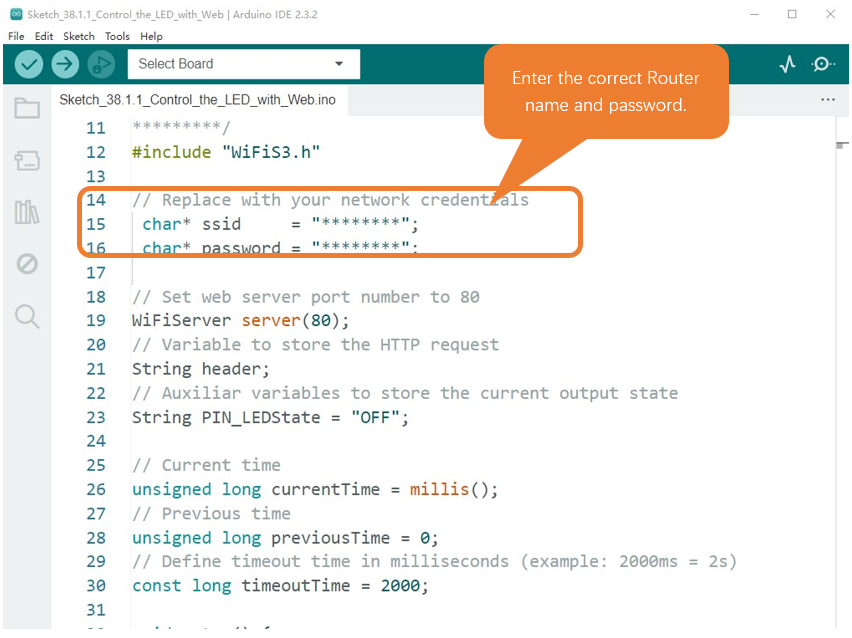 Sketch_38.1.1_Control_the_LED_with_Web | Arduino IDE 2.3.2
File Edit Sketch Tools Help
Select Board
Enter the correct Router
name and password.
Sketch_38.1.1_Control_the_LED_with_Web.ino
11 *********/
12 #include "WiFiS3.h"
13
14 // Replace with your network credentials
15 char* ssid     = "********";
16 char* password = "********";
17
18 // Set web server port number to 80
19 WiFiServer server(80);
20 // Variable to store the HTTP request
21 String header;
22 // Auxiliar variables to store the current output state
23 String PIN_LEDState = "OFF";
24
25 // Current time
26 unsigned long currentTime = millis();
27 // Previous time
28 unsigned long previousTime = 0;
29 // Define timeout time in milliseconds (example: 2000ms = 2s)
30 const long timeoutTime = 2000;
31